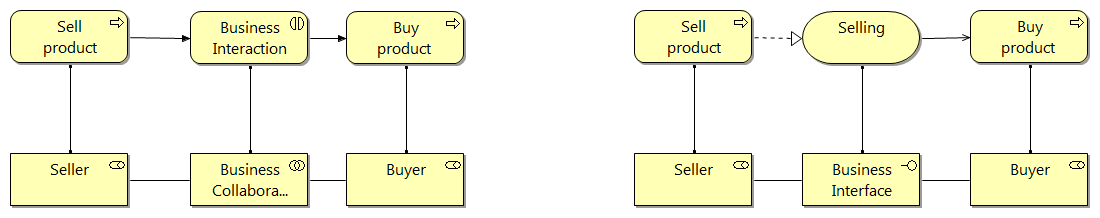 Sell
product
Business
Interaction
Buy
product
Seller
Business
Collabora...
Buyer
Sell
product
Selling
Buy
product
Seller
Business
Interface
Buyer